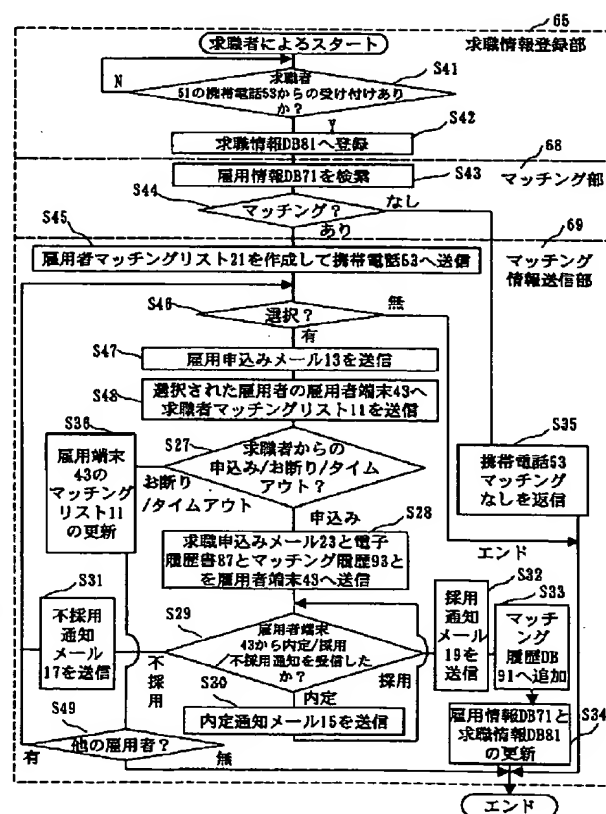 65
求職者によるスタート
求職情報登録部
S41
N
求職者
51の携帯電話53からの受け付けあり
か？
Y
S42
求職情報DB81へ登録
68
雇用情報DB71を検索
S43
マッチング部
S44
マッチング？
なし
あり
69
S45
雇用者マッチングリスト21を作成して携帯電話53へ送信
マッチング
情報送信部
S46
選択？
無
有
S47
雇用申込みメール13を送信
S48
選択された雇用者の雇用者端末43へ
求職者マッチングリスト11を送信
S36
雇用端末
43の
マッチング
リスト11
の更新
S27
求職者からの
申込み/お断り/タイム
アウト？
お断り
/タイムアウト
申込み
S35
携帯電話53
マッチング
なしを返信
S28
求職申込みメール23と電子
履歴書87とマッチング履歴93と
を雇用者端末43へ送信
エンド
S31
不採用
通知
メール
17を送信
S29
雇用者端末
43から内定/採用
不採用通知を受信したか
か？
不採用
採用
内定
S32
採用
通知
メール
19を送信
S33
マッチ
ング
履歴DB
91へ追加
S30
内定通知メール15を送信
S34
雇用情報DB71と
求職情報DB81
の更新
S49
他の雇用者？
有
無
エンド